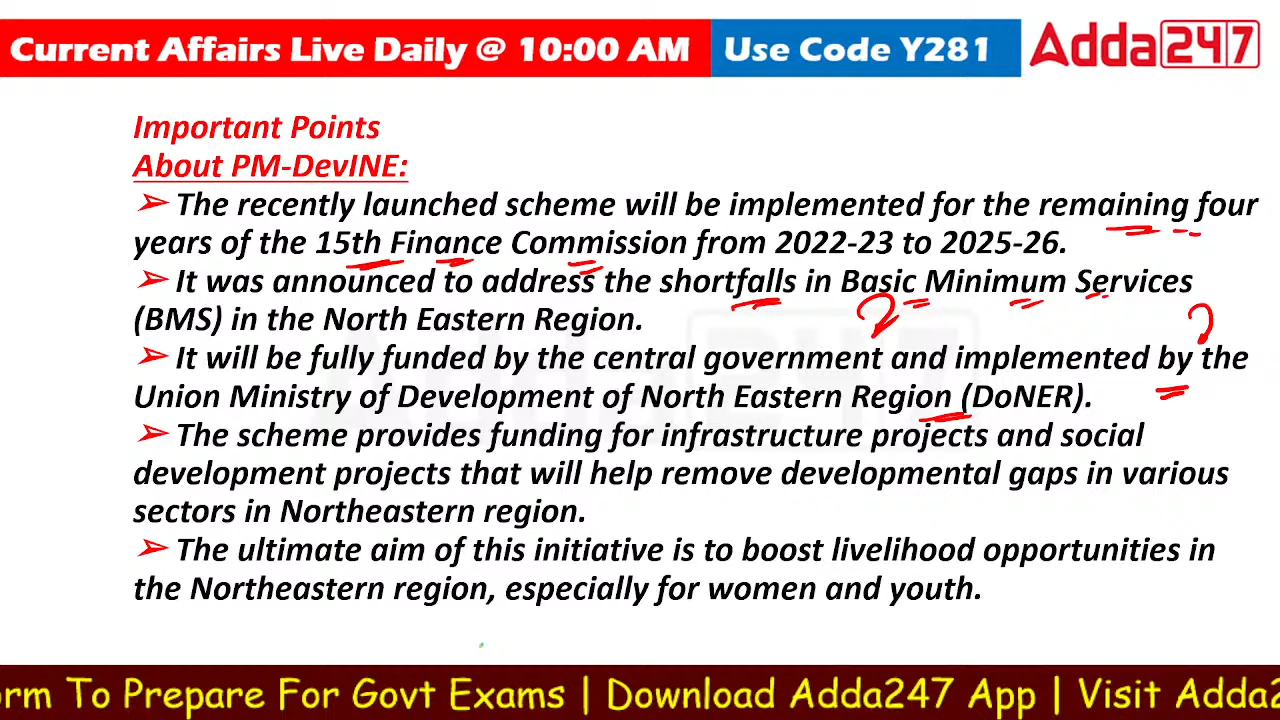 Current Affairs Live Daily @ 10:00 AM Use Code Y281 Adda247
Important Points
About PM-DevINE:
➢ The recently launched scheme will be implemented for the remaining four
years of the 15th Finance Commission from 2022-23 to 2025-26.
➢ It was announced to address the shortfalls in Basic Minimum Services
(BMS) in the North Eastern Region.
➢ It will be fully funded by the central government and implemented by the
Union Ministry of Development of North Eastern Region (DoNER).
➢ The scheme provides funding for infrastructure projects and social
development projects that will help remove developmental gaps in various
sectors in Northeastern region.
➢ The ultimate aim of this initiative is to boost livelihood opportunities in
the Northeastern region, especially for women and youth.
orm To Prepare For Govt Exams | Download Adda247 App | Visit Adda2